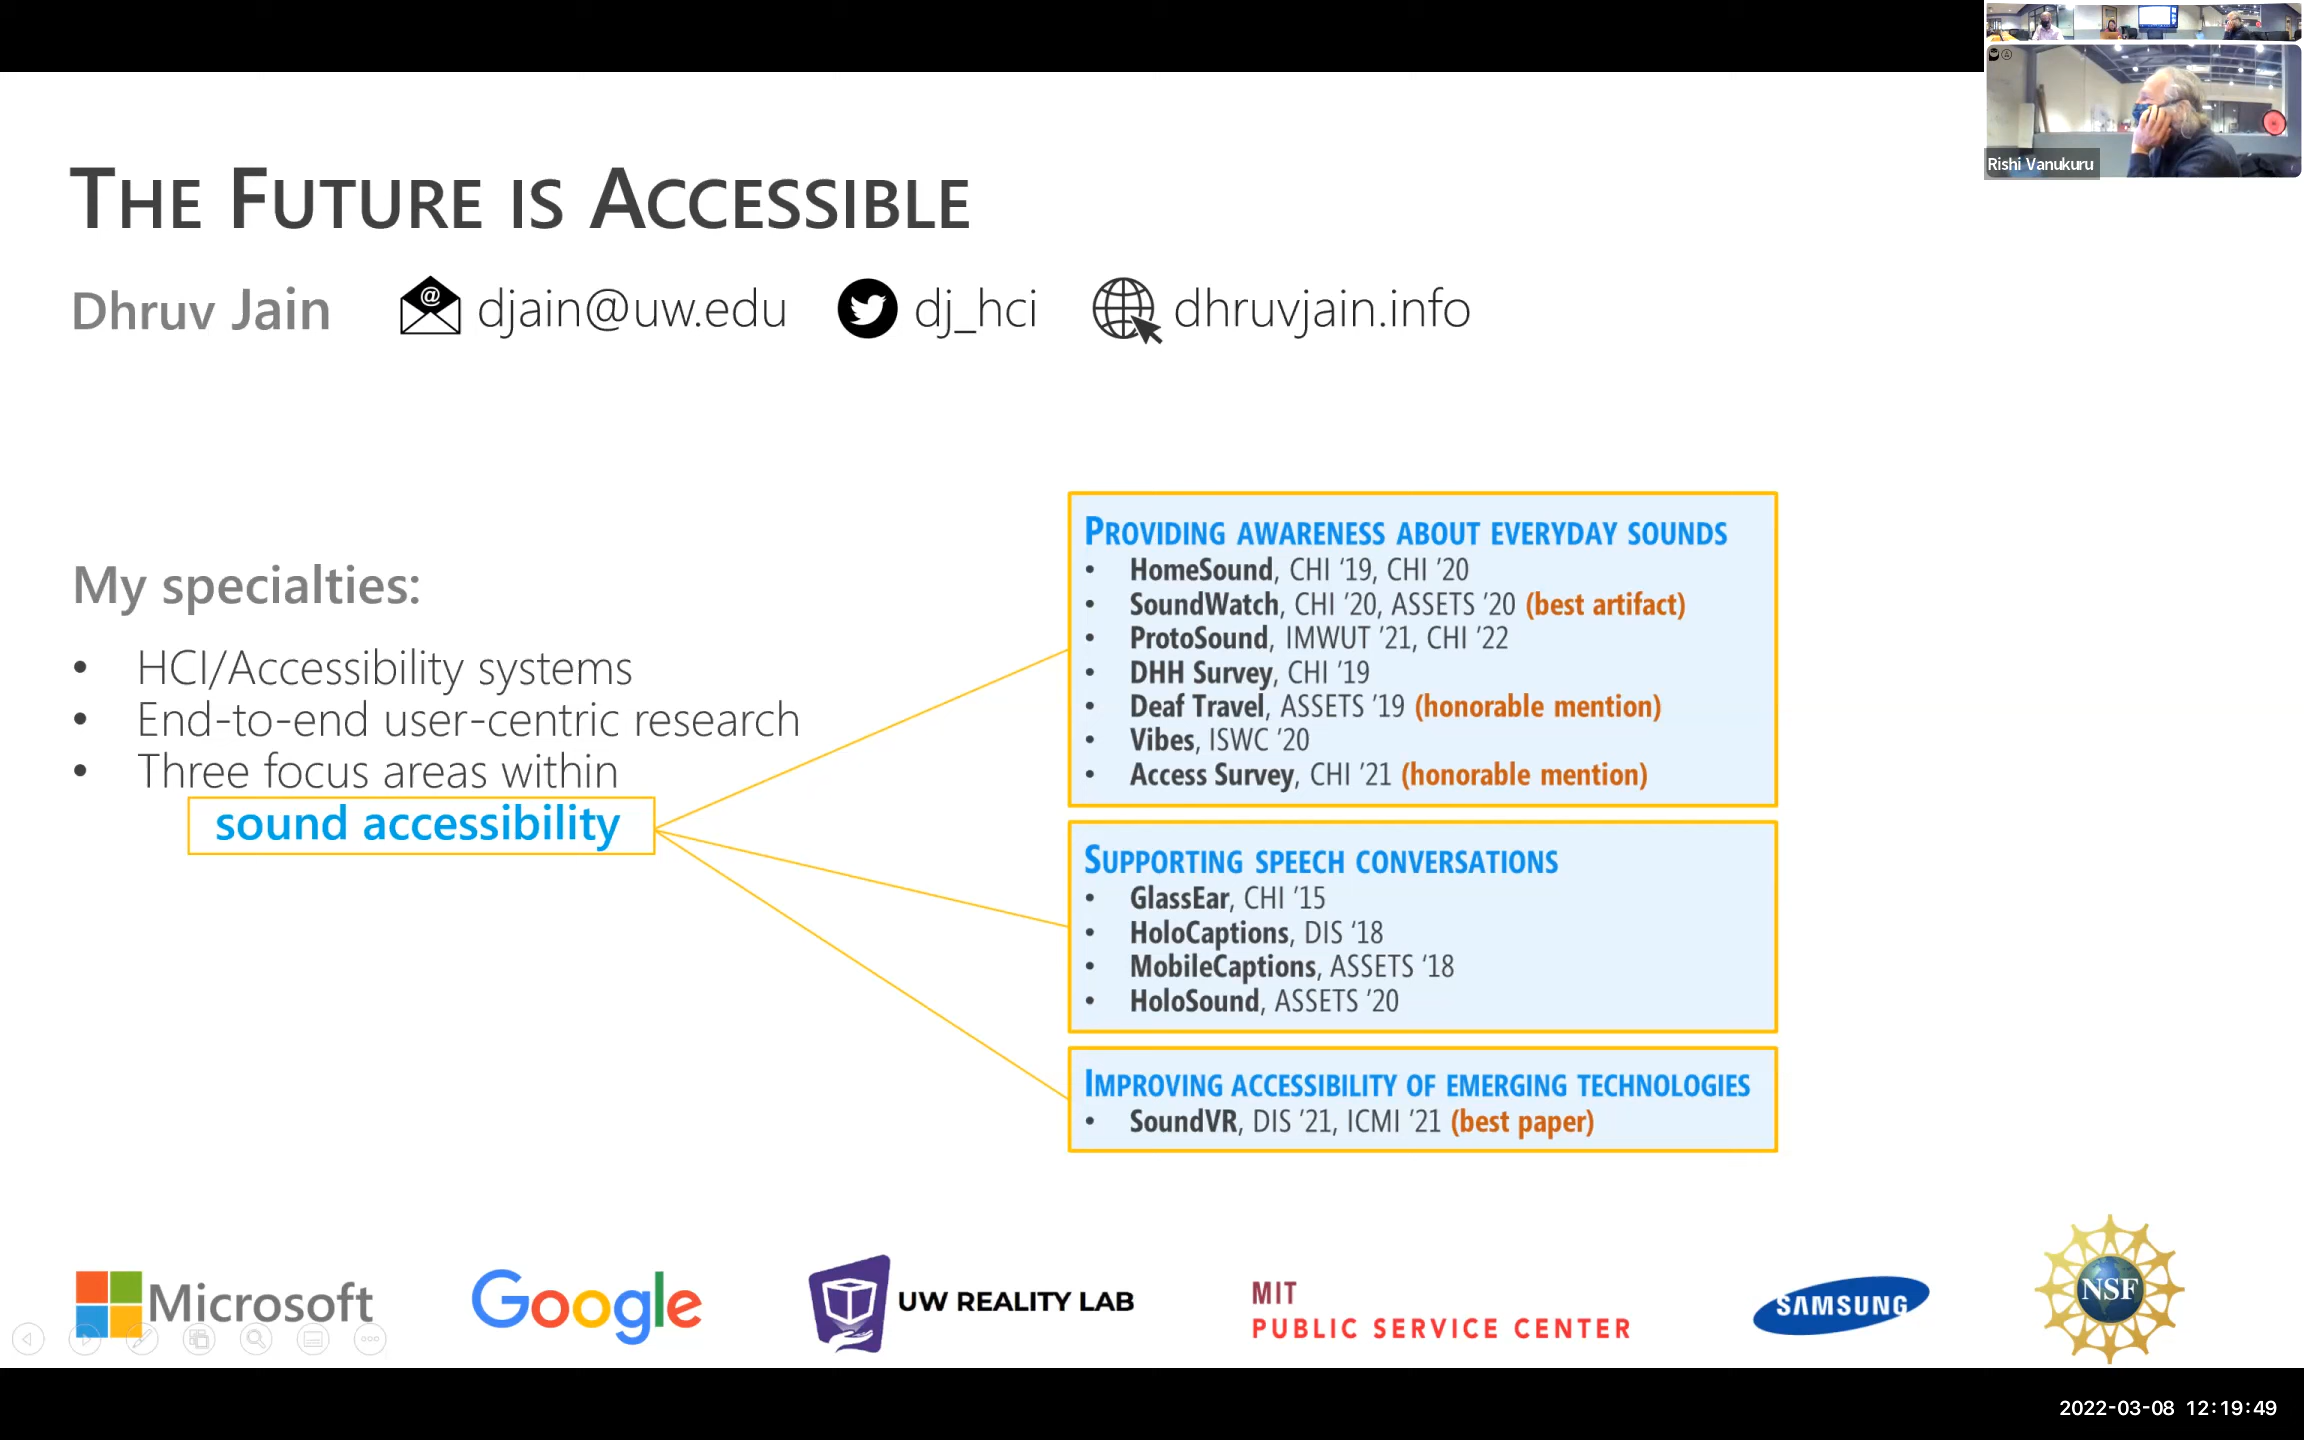 Rishi Vanukuru
THE FUTURE IS ACCESSIBLE
Dhruv Jain @ djain@uw.edu dj_hci dhruvjain.info
My specialties:
• HCI/Accessibility systems
• End-to-end user-centric research
• Three focus areas within
sound accessibility
PROVIDING AWARENESS ABOUT EVERYDAY SOUNDS
• HomeSound, CHI ‘19, CHI ’20
• SoundWatch, CHI ’20, ASSETS ’20 (best artifact)
• ProtoSound, IMWUT ’21, CHI ’22
• DHH Survey, CHI ’19
• Deaf Travel, ASSETS ’19 (honorable mention)
• Vibes, ISWC ’20
• Access Survey, CHI ’21 (honorable mention)
SUPPORTING SPEECH CONVERSATIONS
• GlassEar, CHI ’15
• HoloCaptions, DIS ‘18
• MobileCaptions, ASSETS ‘18
• HoloSound, ASSETS ’20
IMPROVING ACCESSIBILITY OF EMERGING TECHNOLOGIES
• SoundVR, DIS ’21, ICMI ’21 (best paper)
Microsoft
Google
UW REALITY LAB
MIT
PUBLIC SERVICE CENTER
SAMSUNG
NSF
2022-03-08 12:19:49